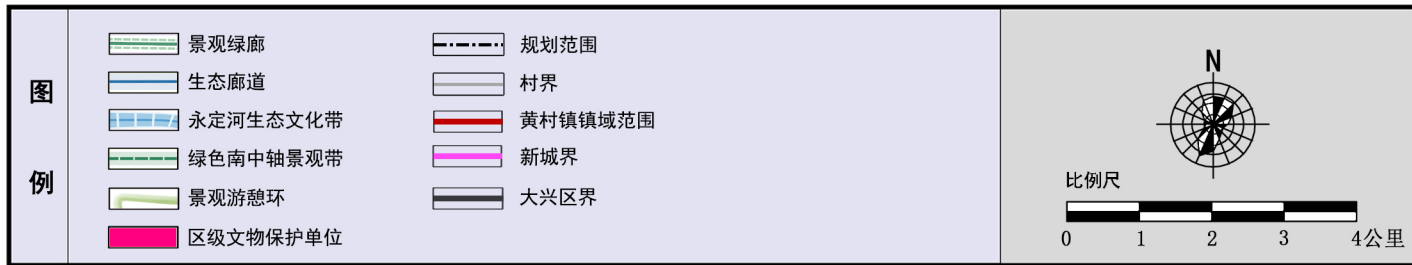 图例
景观绿廊
生态廊道
永定河生态文化带
绿色南中轴景观带
景观游憩环
区级文物保护单位
规划范围
村界
黄村镇镇域范围
新城界
大兴区界
N
比例尺
0 1 2 3 4公里